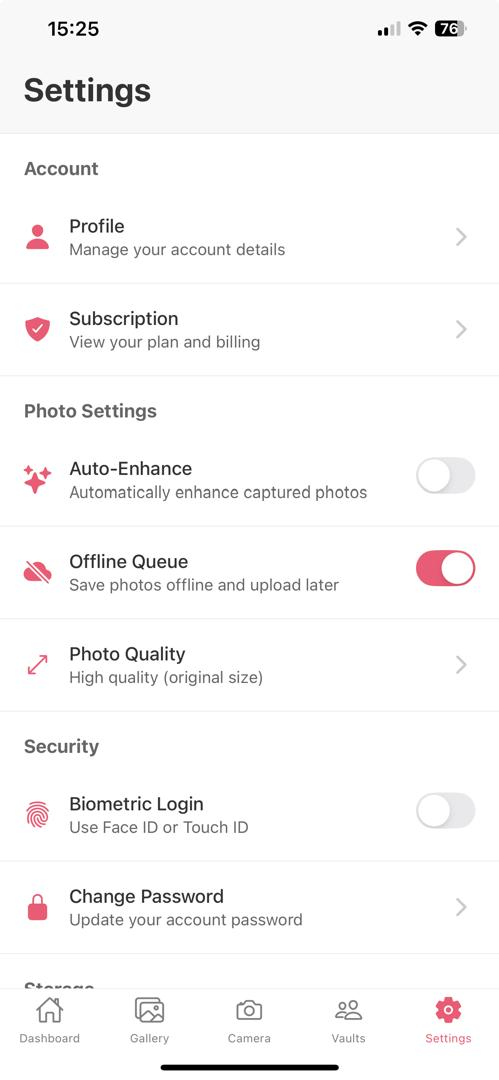 15:25
76
Settings
Account
Profile
Manage your account details
Subscription
View your plan and billing
Photo Settings
Auto-Enhance
Automatically enhance captured photos
Offline Queue
Save photos offline and upload later
Photo Quality
High quality (original size)
Security
Biometric Login
Use Face ID or Touch ID
Change Password
Update your account password
Storage
Dashboard
Gallery
Camera
Vaults
Settings